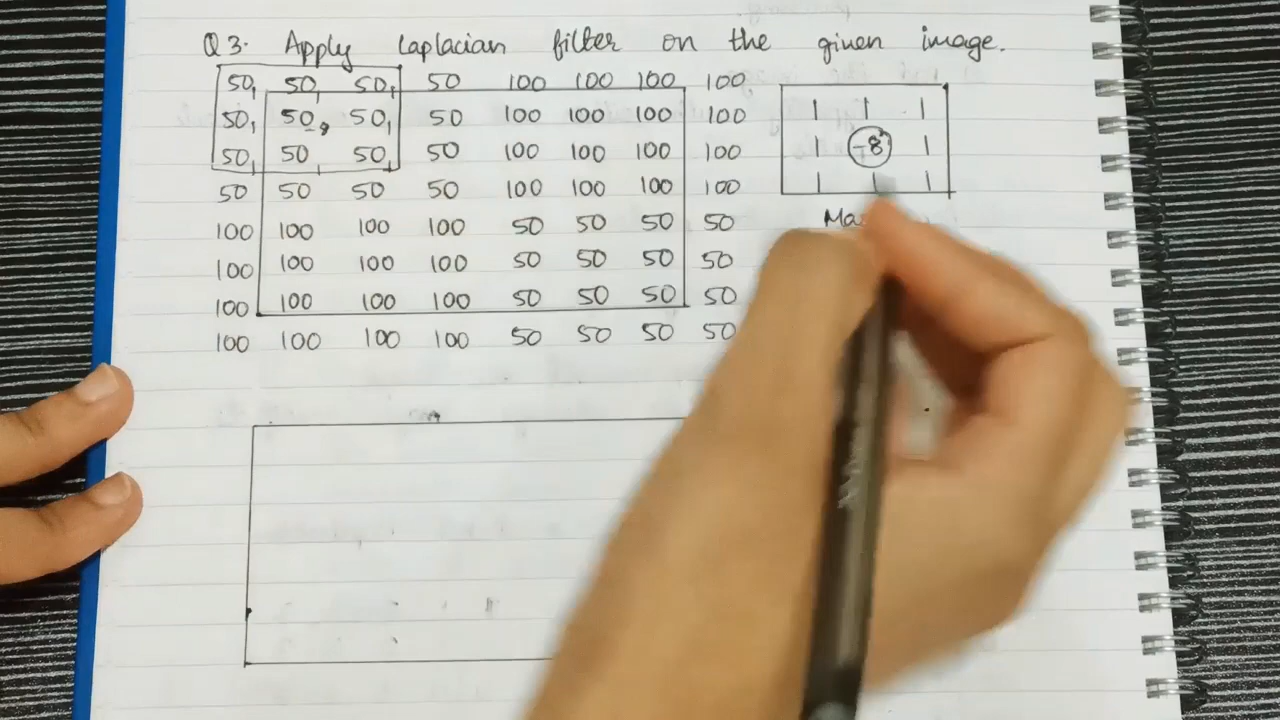 Q3. Apply Laplacian filter on the given image.
50, 50, 50, 50 100 100 100 100
50, 50, 50, 50 100 100 100 100
50, 50, 50, 50 100 100 100 100
50 50 50 50 100 100 100 100
100 100 100 100 50 50 50 50
100 100 100 100 50 50 50 50
100 100 100 100 50 50 50 50
100 100 100 100 50 50 50 50
1 1 1
1 -8 1
1 1 1